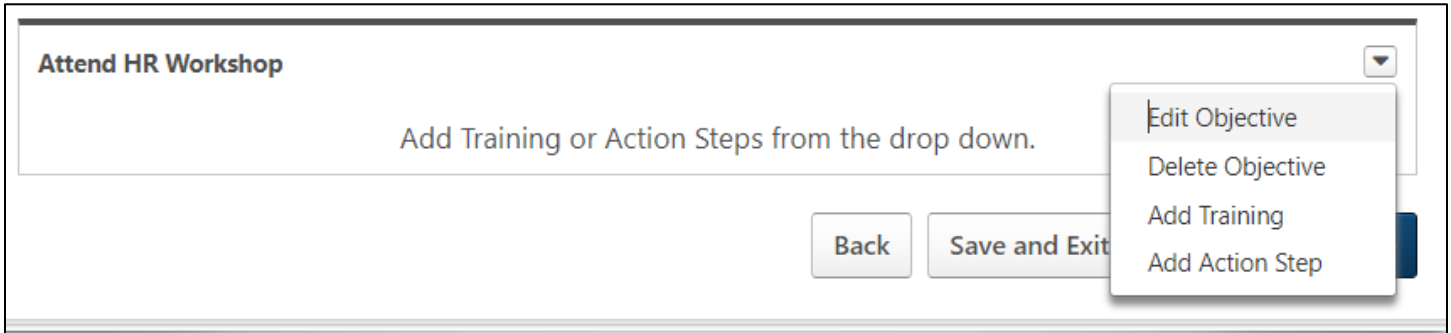 Attend HR Workshop
Add Training or Action Steps from the drop down.
Edit Objective
Delete Objective
Add Training
Add Action Step
Back
Save and Exit